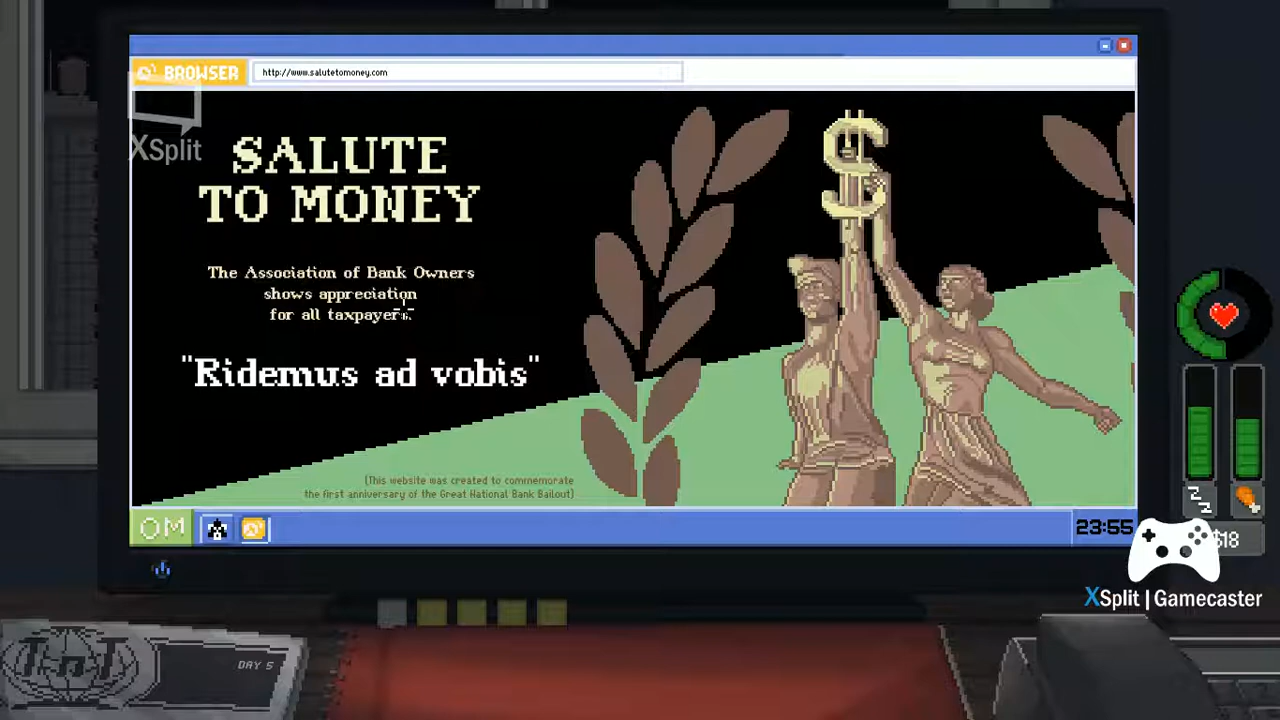 BROWSER
http://www.salutetomoney.com
XSplit
SALUTE
TO MONEY
The Association of Bank Owners
shows appreciation
for all taxpayers.
"Ridemus ad vobis"
(This website was created to commemorate
the first anniversary of the Great National Bank Bailout)
OM
23:55
$18
XSplit | Gamecaster
TnT
DAY 5